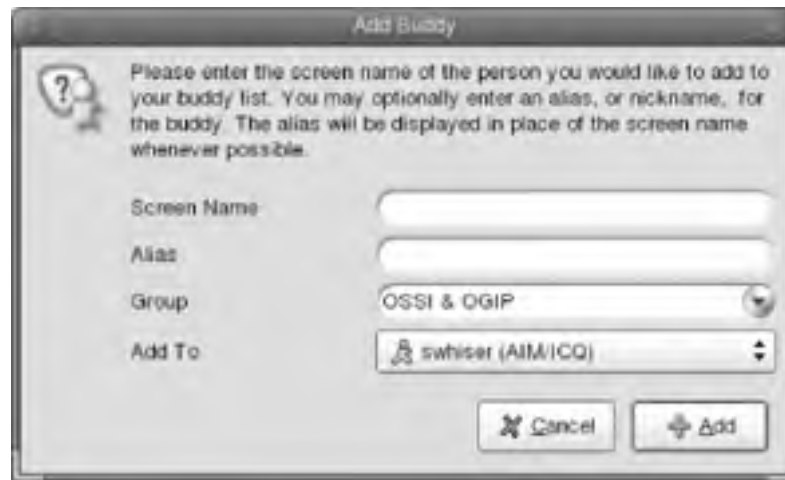 Add Buddy
Please enter the screen name of the person you would like to add to
your buddy list. You may optionally enter an alias, or nickname, for
the buddy. The alias will be displayed in place of the screen name
whenever possible.
Screen Name
Alias
Group OSSI & OGIP
Add To swhiser (AIM/ICQ)
Cancel Add